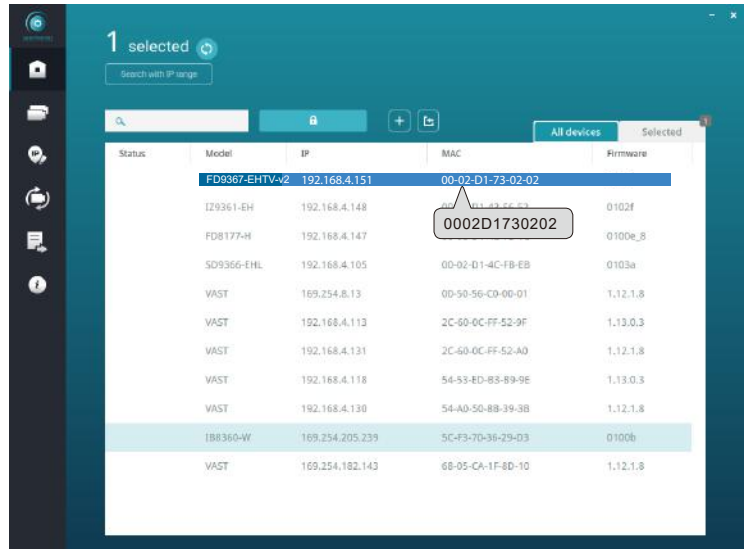 1 selected
Search with IP range
All devices Selected 1
Status Model IP MAC Firmware
FD9367-EHTV-v2 192.168.4.151 00-02-D1-73-02-02
IZ9361-EH 192.168.4.148 0102f
0002D1730202
FD8177-H 192.168.4.147 0100e_8
SD9366-EHL 192.168.4.105 00-02-D1-4C-FB-EB 0103a
VAST 169.254.8.13 0D-50-56-C0-00-01 1.12.1.8
VAST 192.168.4.113 2C-60-0C-FF-52-9F 1.13.0.3
VAST 192.168.4.131 2C-60-0C-FF-52-A0 1.12.1.8
VAST 192.168.4.118 54-53-ED-B3-B9-9E 1.13.0.3
VAST 192.168.4.130 54-A0-50-88-39-3B 1.12.1.8
IB8360-W 169.254.205.239 5C-F3-70-36-29-D3 0100b
VAST 169.254.182.143 68-05-CA-1F-8D-10 1.12.1.8